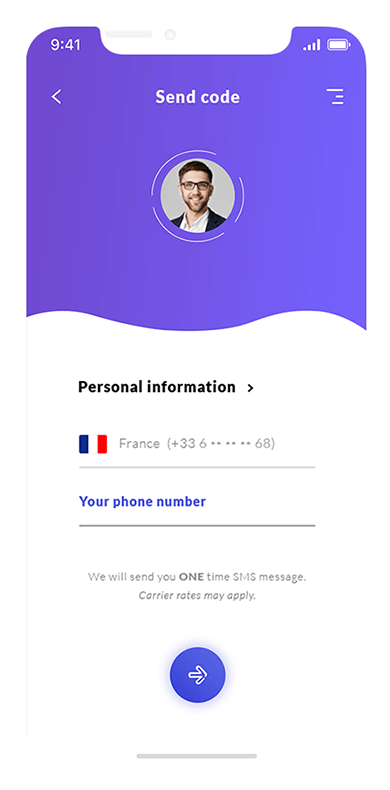 9:41
Send code
Personal information
France (+33 6 •• •• •• 68)
Your phone number
We will send you ONE time SMS message.
Carrier rates may apply.